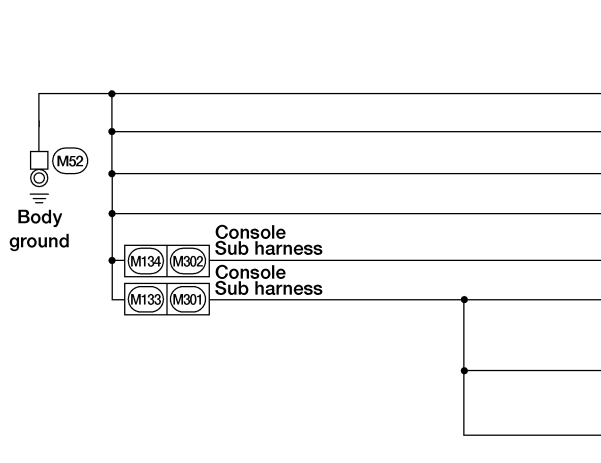 M52
Body
ground
Console
Sub harness
M134 M302
Console
Sub harness
M133 M301